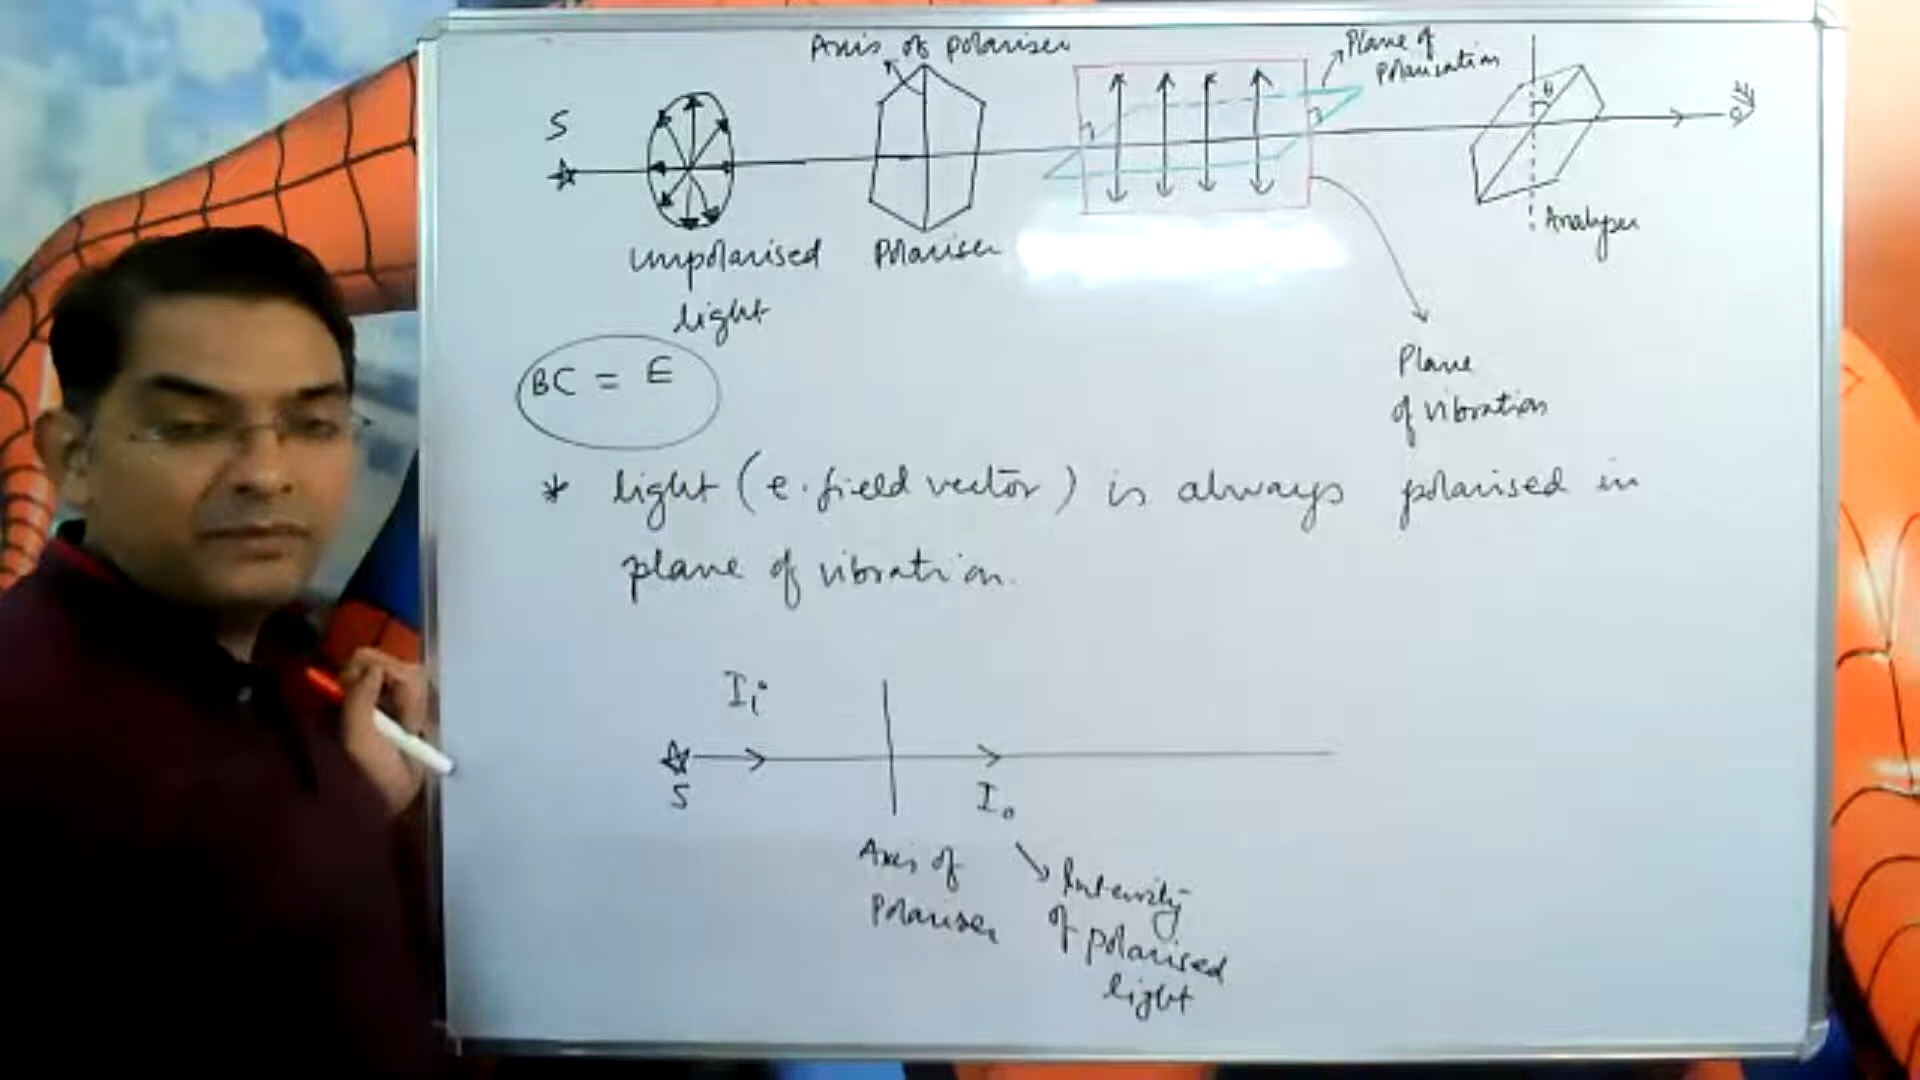 Axis of polariser
Plane of
Polarisation
S
θ
Analyser
Unpolarised
light
Polariser
Plane
of vibration
BC = E
* light (e. field vector) is always polarised in
plane of vibration.
Ii
S
I0
Axis of
Polariser
Intensity
of polarised
light